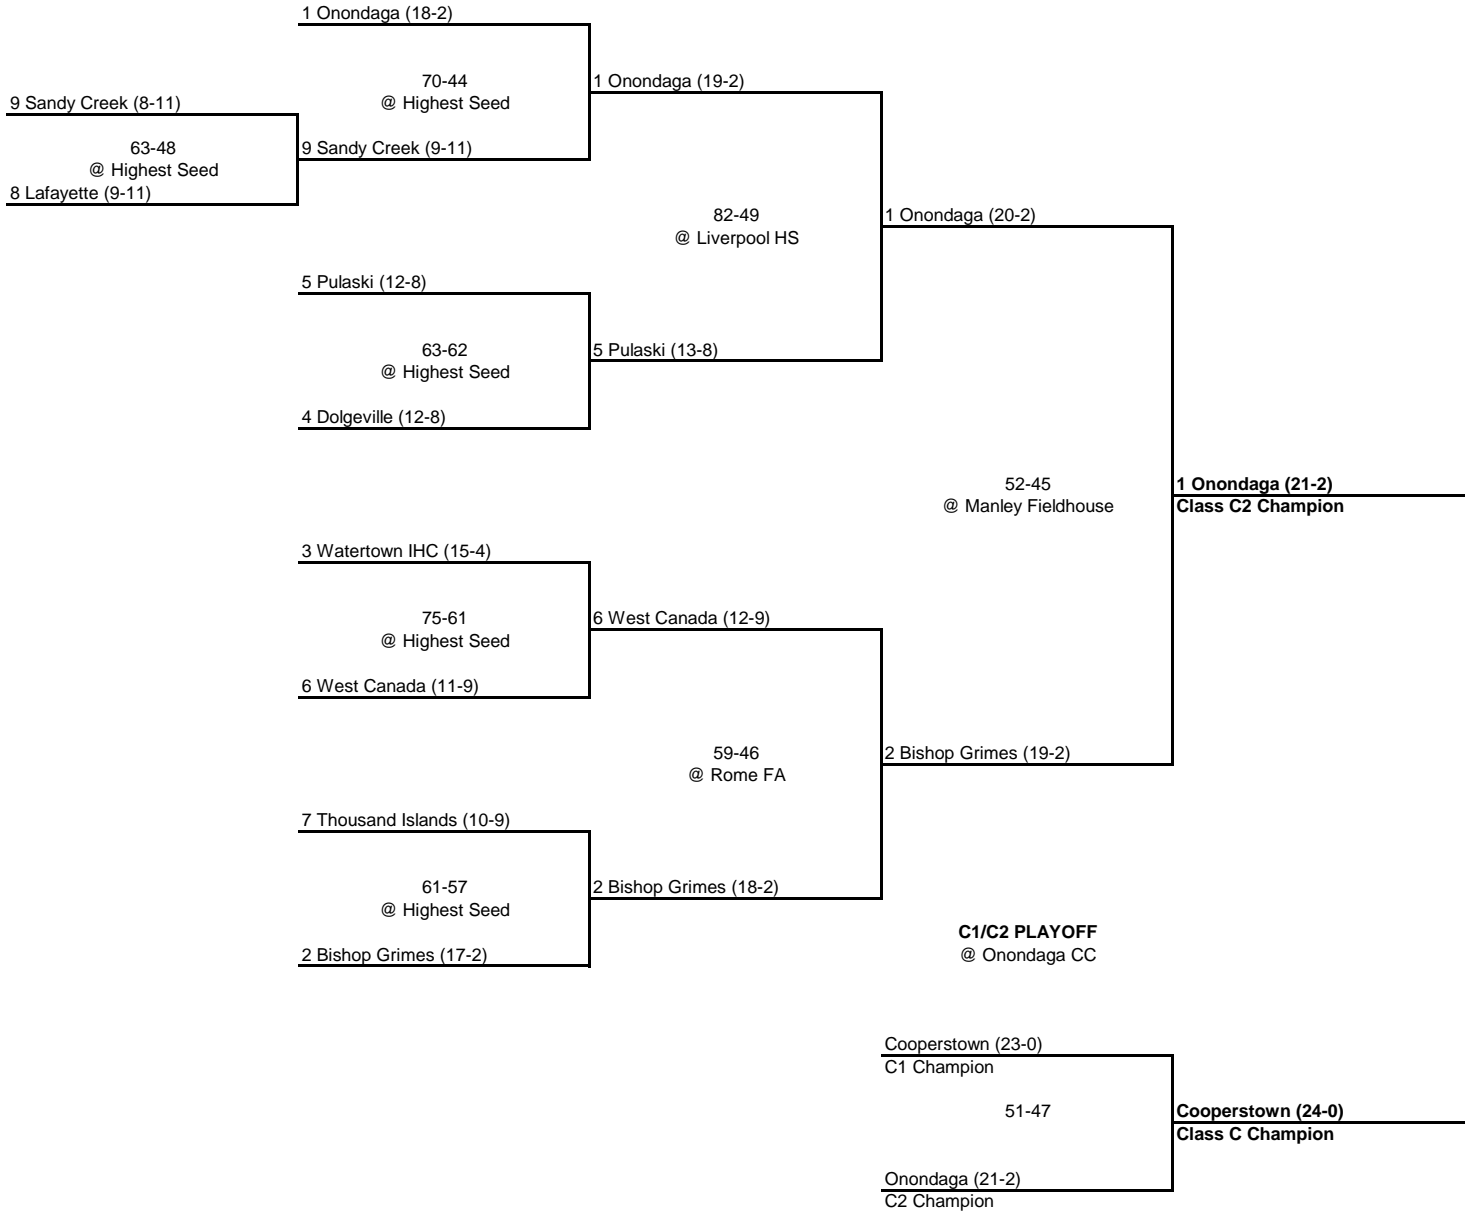 1 Onondaga (18-2)
70-44
@ Highest Seed
1 Onondaga (19-2)
9 Sandy Creek (8-11)
63-48
@ Highest Seed
9 Sandy Creek (9-11)
8 Lafayette (9-11)
82-49
@ Liverpool HS
1 Onondaga (20-2)
5 Pulaski (12-8)
63-62
@ Highest Seed
5 Pulaski (13-8)
4 Dolgeville (12-8)
52-45
@ Manley Fieldhouse
1 Onondaga (21-2)
Class C2 Champion
3 Watertown IHC (15-4)
75-61
@ Highest Seed
6 West Canada (12-9)
6 West Canada (11-9)
59-46
@ Rome FA
2 Bishop Grimes (19-2)
7 Thousand Islands (10-9)
61-57
@ Highest Seed
2 Bishop Grimes (18-2)
2 Bishop Grimes (17-2)
C1/C2 PLAYOFF
@ Onondaga CC
Cooperstown (23-0)
C1 Champion
51-47
Cooperstown (24-0)
Class C Champion
Onondaga (21-2)
C2 Champion